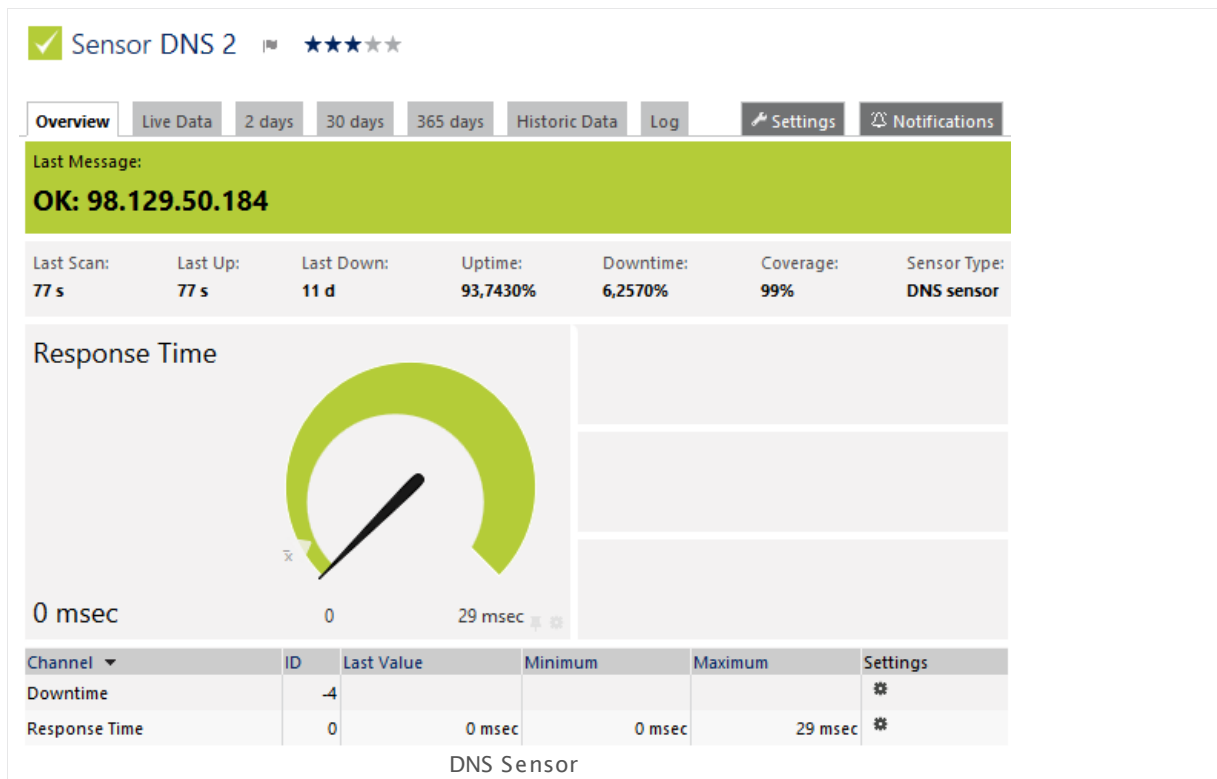 Sensor DNS 2
Overview Live Data 2 days 30 days 365 days Historic Data Log Settings Notifications
Last Message:
OK: 98.129.50.184
Last Scan: Last Up: Last Down: Uptime: Downtime: Coverage: Sensor Type:
77 s 77 s 11 d 93,7430% 6,2570% 99% DNS sensor
Response Time
x̄
0 msec 0 29 msec
Channel ID Last Value Minimum Maximum Settings
Downtime -4
Response Time 0 0 msec 0 msec 29 msec
DNS Sensor